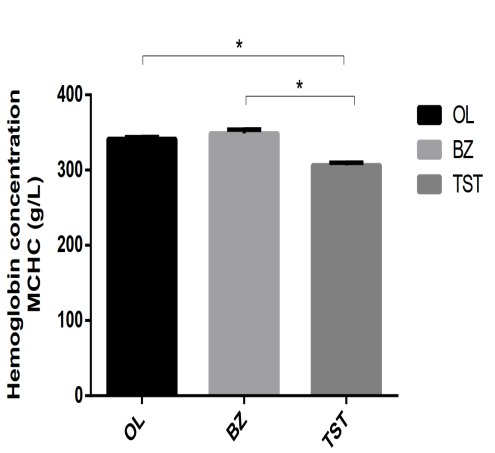 *
*
Hemoglobin concentration
MCHC (g/L)
400
300
200
100
0
OL
BZ
TST
OL
BZ
TST